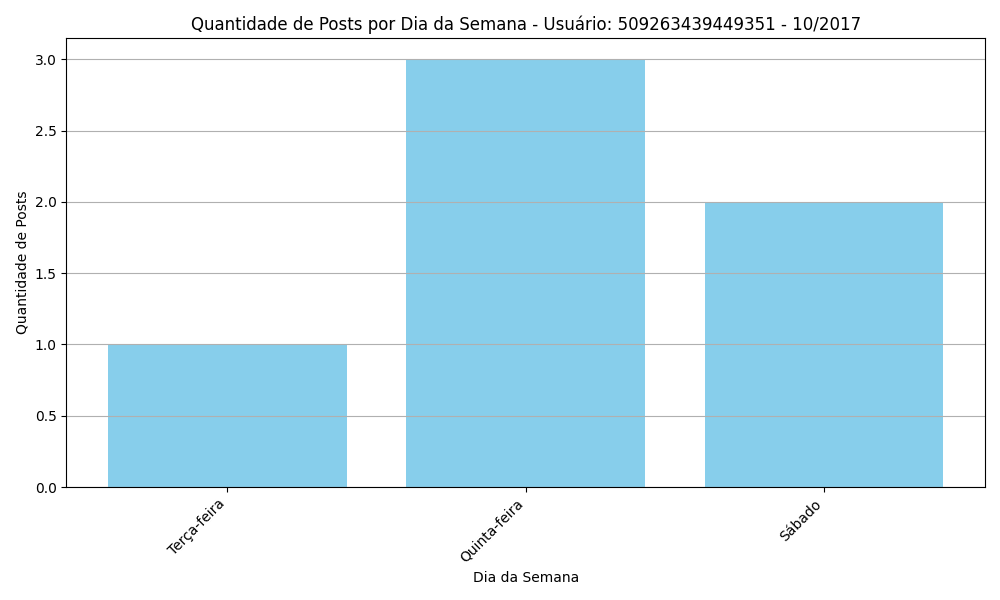 Quantidade de Posts por Dia da Semana - Usuário: 509263439449351 - 10/2017
Quantidade de Posts
3.0
2.5
2.0
1.5
1.0
0.5
0.0
Terça-feira
Quinta-feira
Sábado
Dia da Semana